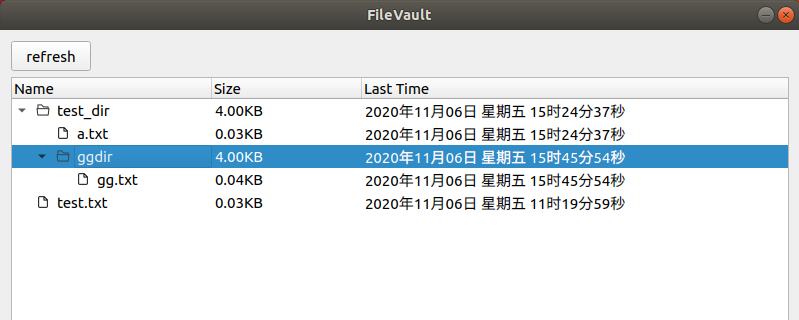 FileVault
refresh
Name Size Last Time
test_dir 4.00KB 2020年11月06日 星期五 15时24分37秒
a.txt 0.03KB 2020年11月06日 星期五 15时24分37秒
ggdir 4.00KB 2020年11月06日 星期五 15时45分54秒
gg.txt 0.04KB 2020年11月06日 星期五 15时45分54秒
test.txt 0.03KB 2020年11月06日 星期五 11时19分59秒